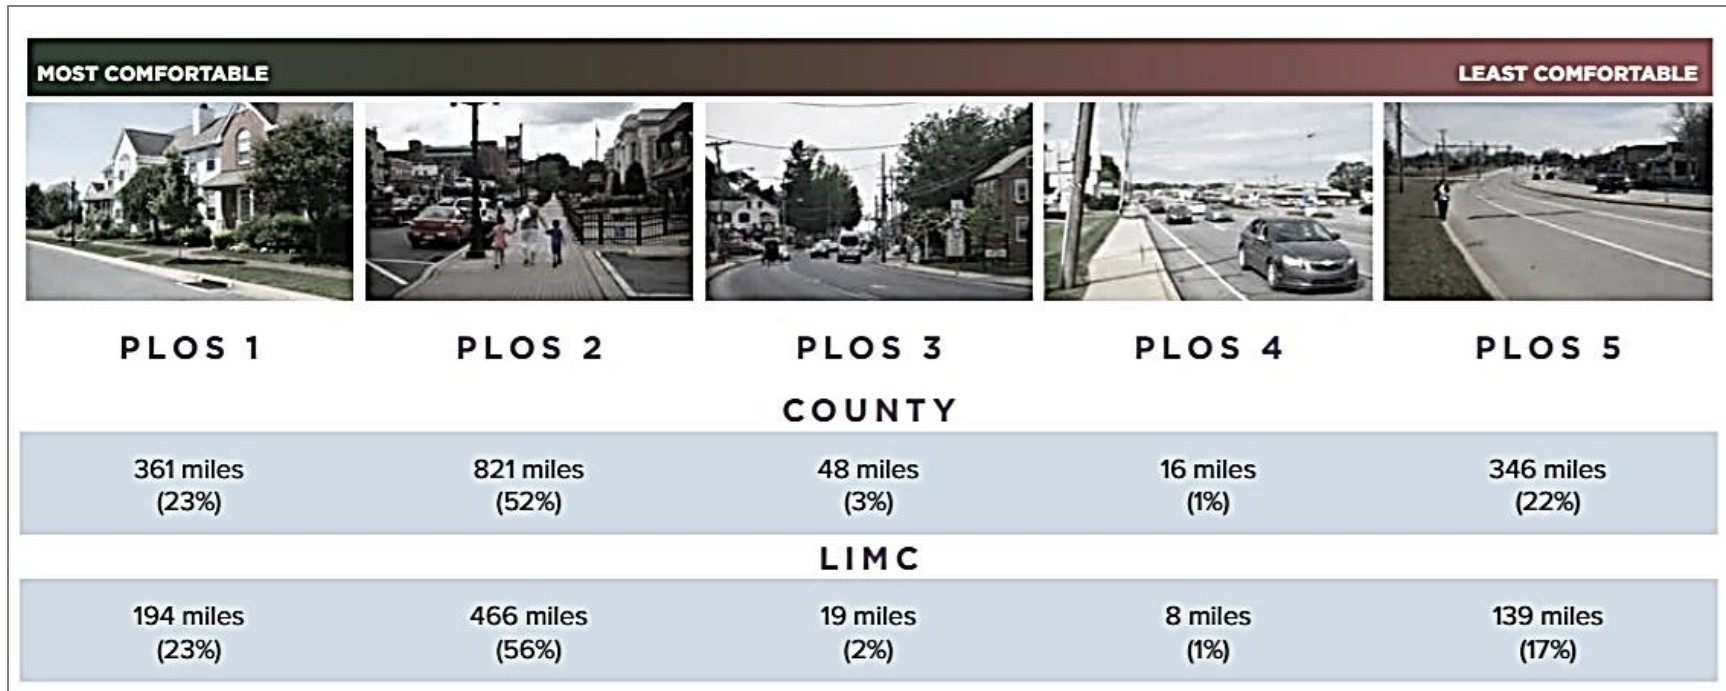 MOST COMFORTABLE
LEAST COMFORTABLE
PLOS 1
PLOS 2
PLOS 3
PLOS 4
PLOS 5
COUNTY
361 miles
(23%)
821 miles
(52%)
48 miles
(3%)
16 miles
(1%)
346 miles
(22%)
LIMC
194 miles
(23%)
466 miles
(56%)
19 miles
(2%)
8 miles
(1%)
139 miles
(17%)